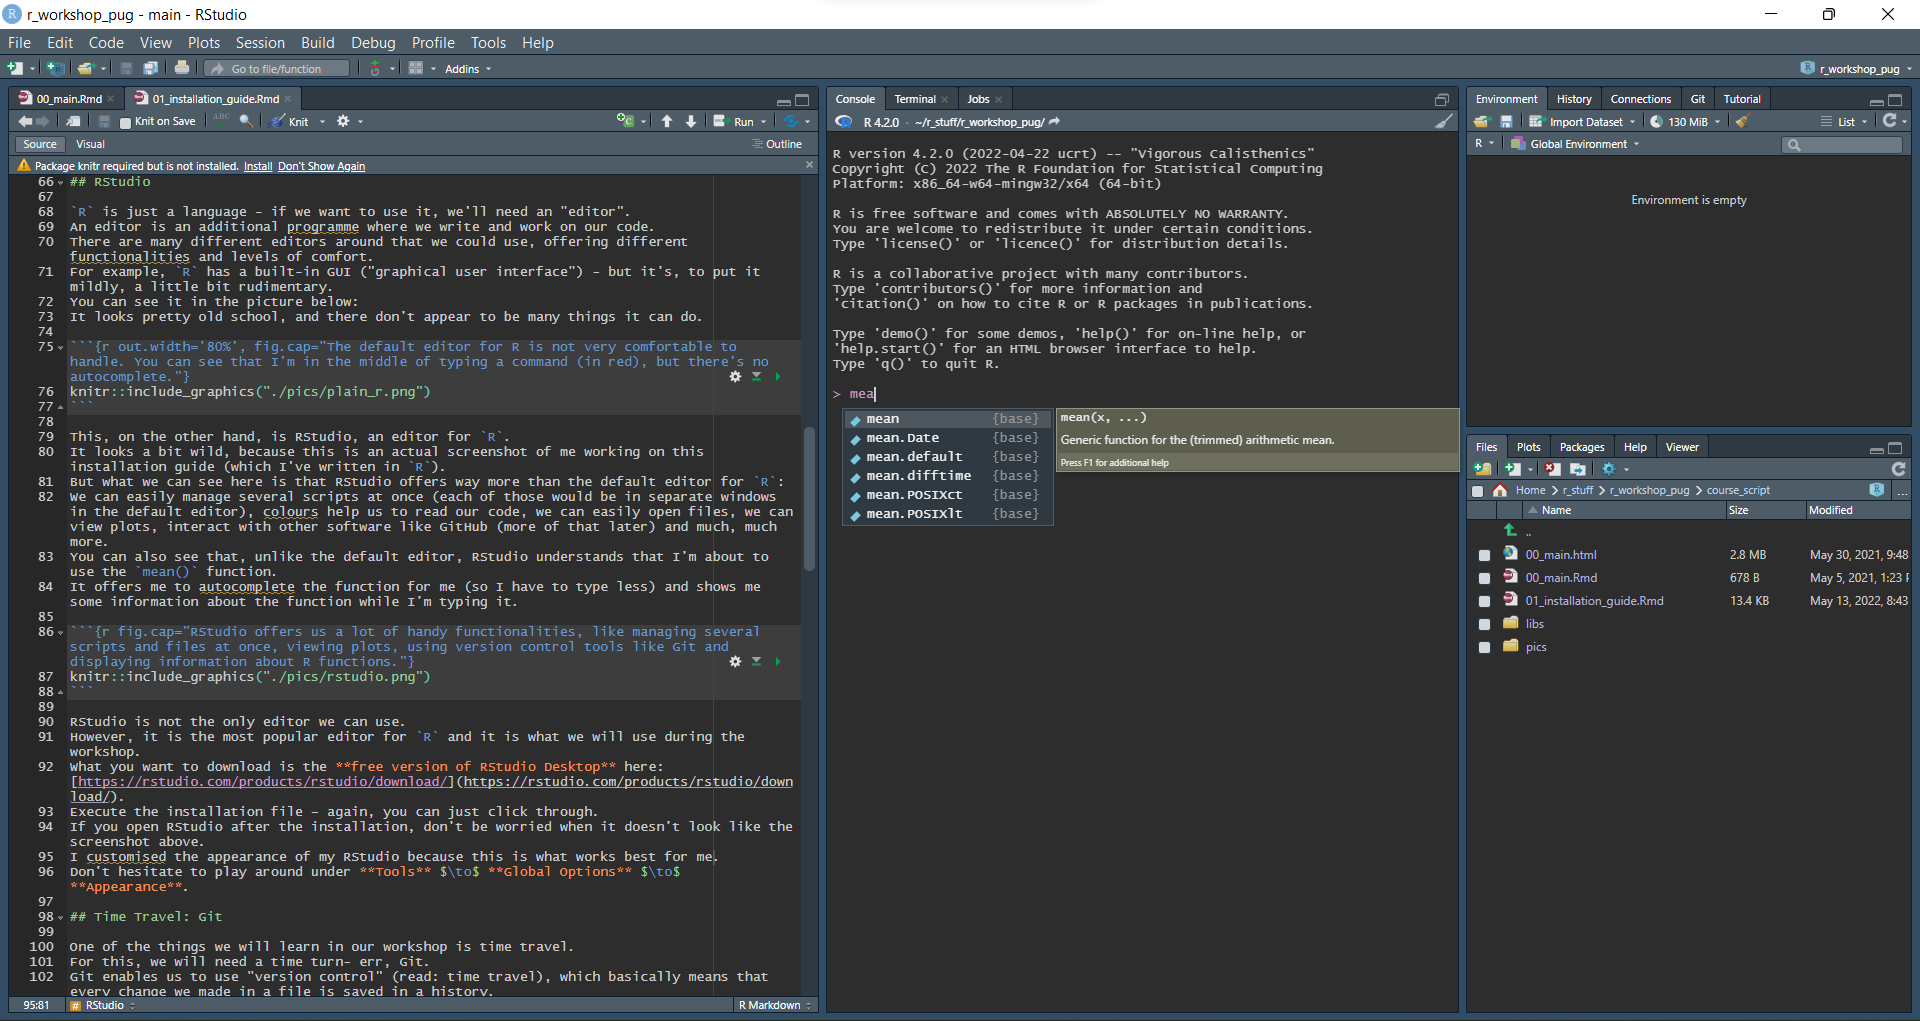 r_workshop_pug - main - RStudio
File Edit Code View Plots Session Build Debug Profile Tools Help
Go to file/function Addins r_workshop_pug
00_main.Rmd 01_installation_guide.Rmd
Knit on Save ABC Knit Run
Source Visual Outline
Package knitr required but is not installed. Install Don't Show Again
66 ## RStudio
67
68 `R` is just a language - if we want to use it, we'll need an "editor".
69 An editor is an additional programme where we write and work on our code.
70 There are many different editors around that we could use, offering different
functionalities and levels of comfort.
71 For example, `R` has a built-in GUI ("graphical user interface") - but it's, to put it
mildly, a little bit rudimentary.
72 You can see it in the picture below:
73 It looks pretty old school, and there don't appear to be many things it can do.
74
75 ```{r out.width='80%', fig.cap="The default editor for R is not very comfortable to
handle. You can see that I'm in the middle of typing a command (in red), but there's no
autocomplete."}
76 knitr::include_graphics("./pics/plain_r.png")
77 ```
78
79 This, on the other hand, is RStudio, an editor for `R`.
80 It looks a bit wild, because this is an actual screenshot of me working on this
installation guide (which I've written in `R`).
81 But what we can see here is that RStudio offers way more than the default editor for `R`:
82 We can easily manage several scripts at once (each of those would be in separate windows
in the default editor), colours help us to read our code, we can easily open files, we can
view plots, interact with other software like GitHub (more of that later) and much, much
more.
83 You can also see that, unlike the default editor, RStudio understands that I'm about to
use the `mean()` function.
84 It offers me to autocomplete the function for me (so I have to type less) and shows me
some information about the function while I'm typing it.
85
86 ```{r fig.cap="RStudio offers us a lot of handy functionalities, like managing several
scripts and files at once, viewing plots, using version control tools like Git and
displaying information about R functions."}
87 knitr::include_graphics("./pics/rstudio.png")
88 ```
89
90 RStudio is not the only editor we can use.
91 However, it is the most popular editor for `R` and it is what we will use during the
workshop.
92 What you want to download is the **free version of RStudio Desktop** here:
[https://rstudio.com/products/rstudio/download/](https://rstudio.com/products/rstudio/down
load/).
93 Execute the installation file - again, you can just click through.
94 If you open RStudio after the installation, don't be worried when it doesn't look like the
screenshot above.
95 I customised the appearance of my RStudio because this is what works best for me.
96 Don't hesitate to play around under **Tools** $\to$ **Global Options** $\to$
**Appearance**.
97
98 ## Time Travel: Git
99
100 One of the things we will learn in our workshop is time travel.
101 For this, we will need a time turn- err, Git.
102 Git enables us to use "version control" (read: time travel), which basically means that
every change we made in a file is saved in a history.
95:81 # RStudio R Markdown
Console Terminal Jobs
R 4.2.0 · ~/r_stuff/r_workshop_pug/
R version 4.2.0 (2022-04-22 ucrt) -- "Vigorous Calisthenics"
Copyright (C) 2022 The R Foundation for Statistical Computing
Platform: x86_64-w64-mingw32/x64 (64-bit)
R is free software and comes with ABSOLUTELY NO WARRANTY.
You are welcome to redistribute it under certain conditions.
Type 'license()' or 'licence()' for distribution details.
R is a collaborative project with many contributors.
Type 'contributors()' for more information and
'citation()' on how to cite R or R packages in publications.
Type 'demo()' for some demos, 'help()' for on-line help, or
'help.start()' for an HTML browser interface to help.
Type 'q()' to quit R.
> mea
mean {base}
mean.Date {base}
mean.default {base}
mean.difftime {base}
mean.POSIXct {base}
mean.POSIXlt {base}
mean(x, ...)
Generic function for the (trimmed) arithmetic mean.
Press F1 for additional help
Environment History Connections Git Tutorial
Import Dataset 130 MiB List
R Global Environment
Environment is empty
Files Plots Packages Help Viewer
Home > r_stuff > r_workshop_pug > course_script ...
Name Size Modified
..
00_main.html 2.8 MB May 30, 2021, 9:48
00_main.Rmd 678 B May 5, 2021, 1:23
01_installation_guide.Rmd 13.4 KB May 13, 2022, 8:43
libs
pics